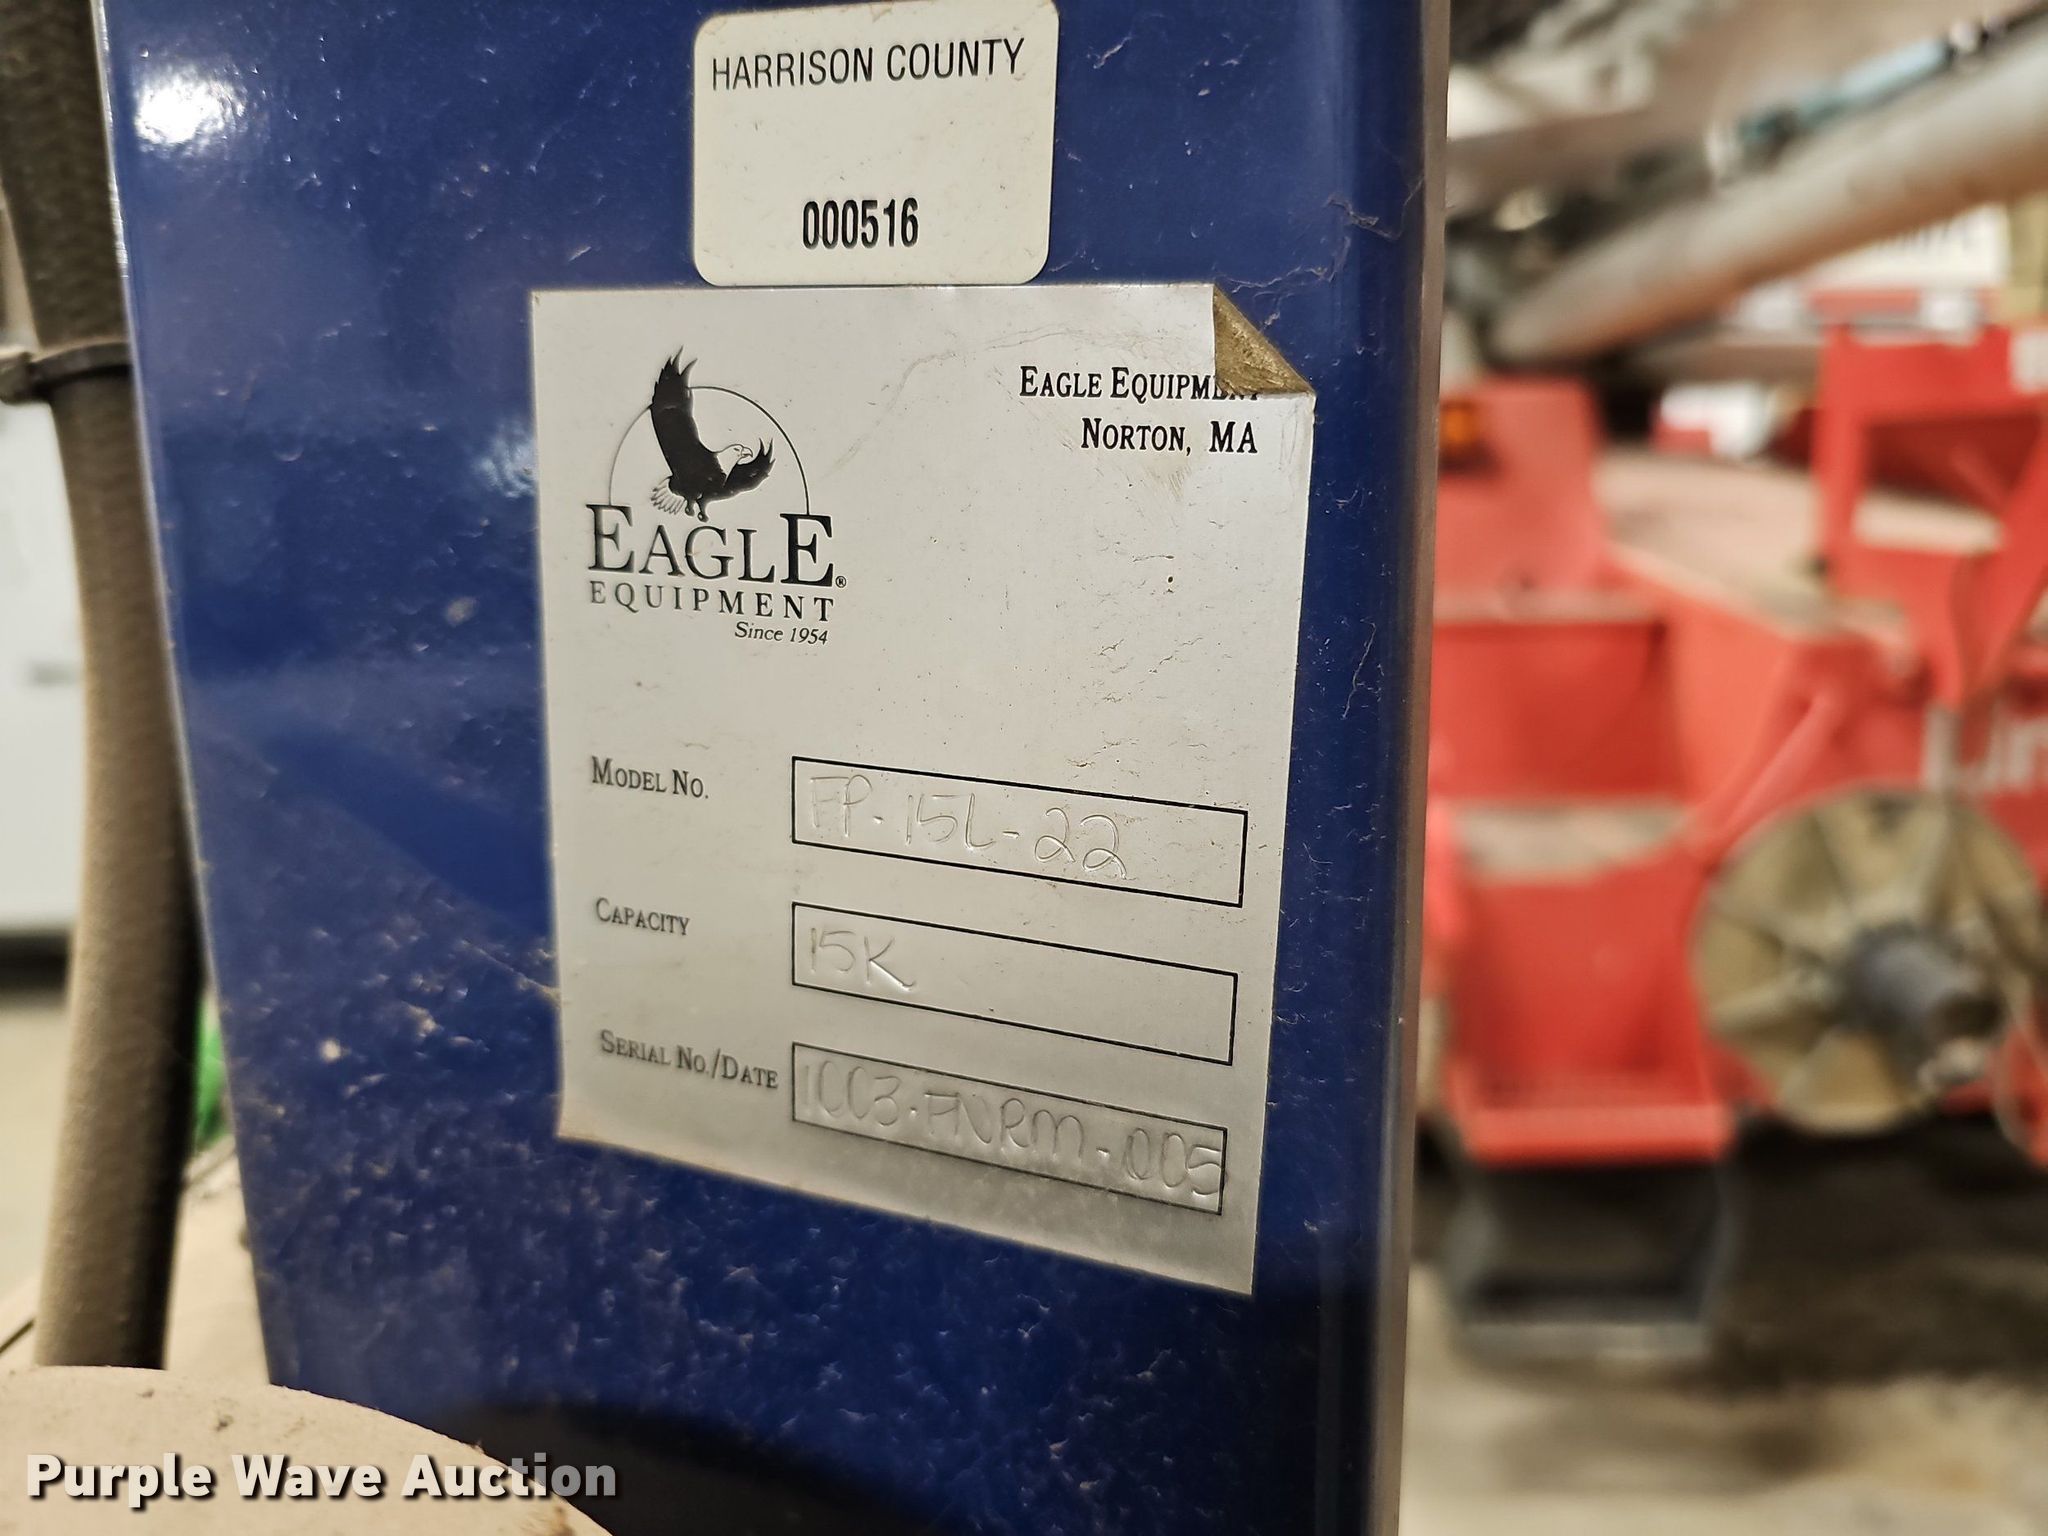 HARRISON COUNTY
000516
EAGLE EQUIPMENT
NORTON, MA
EAGLE®
EQUIPMENT
Since 1954
MODEL NO. FP-15L-22
CAPACITY 15K
SERIAL NO./DATE 1003-FNRM-005
Purple Wave Auction